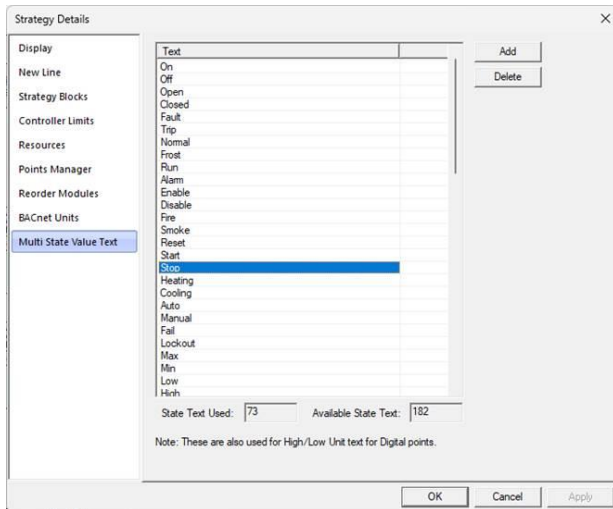 Strategy Details
Display
New Line
Strategy Blocks
Controller Limits
Resources
Points Manager
Reorder Modules
BACnet Units
Multi State Value Text
Text
On
Off
Open
Closed
Fault
Trip
Normal
Frost
Run
Alarm
Enable
Disable
Fire
Smoke
Reset
Start
Stop
Heating
Cooling
Auto
Manual
Fail
Lockout
Max
Min
Low
High
Add
Delete
State Text Used: 73 Available State Text: 182
Note: These are also used for High/Low Unit text for Digital points.
OK Cancel Apply